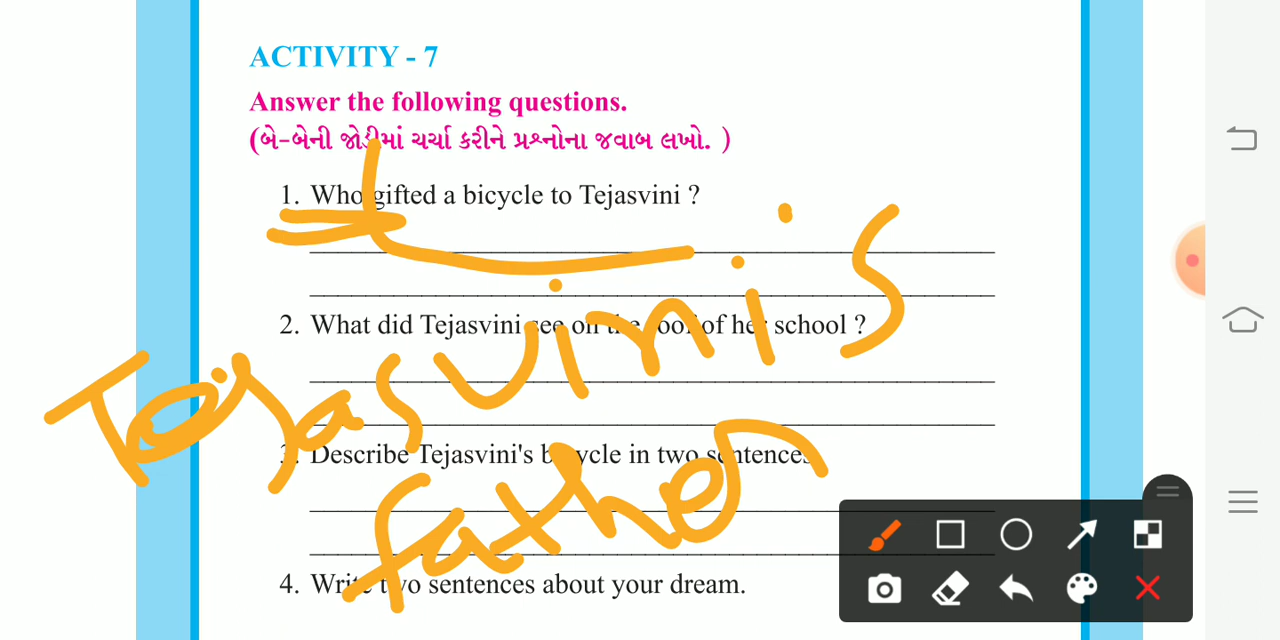 ACTIVITY - 7
Answer the following questions.
(બે-બેની જોડીમાં ચર્ચા કરીને પ્રશ્નોના જવાબ લખો. )
1. Who gifted a bicycle to Tejasvini ?
2. What did Tejasvini see on the roof of her school ?
Tejasvini's
3. Describe Tejasvini's bicycle in two sentences.
father
4. Write two sentences about your dream.